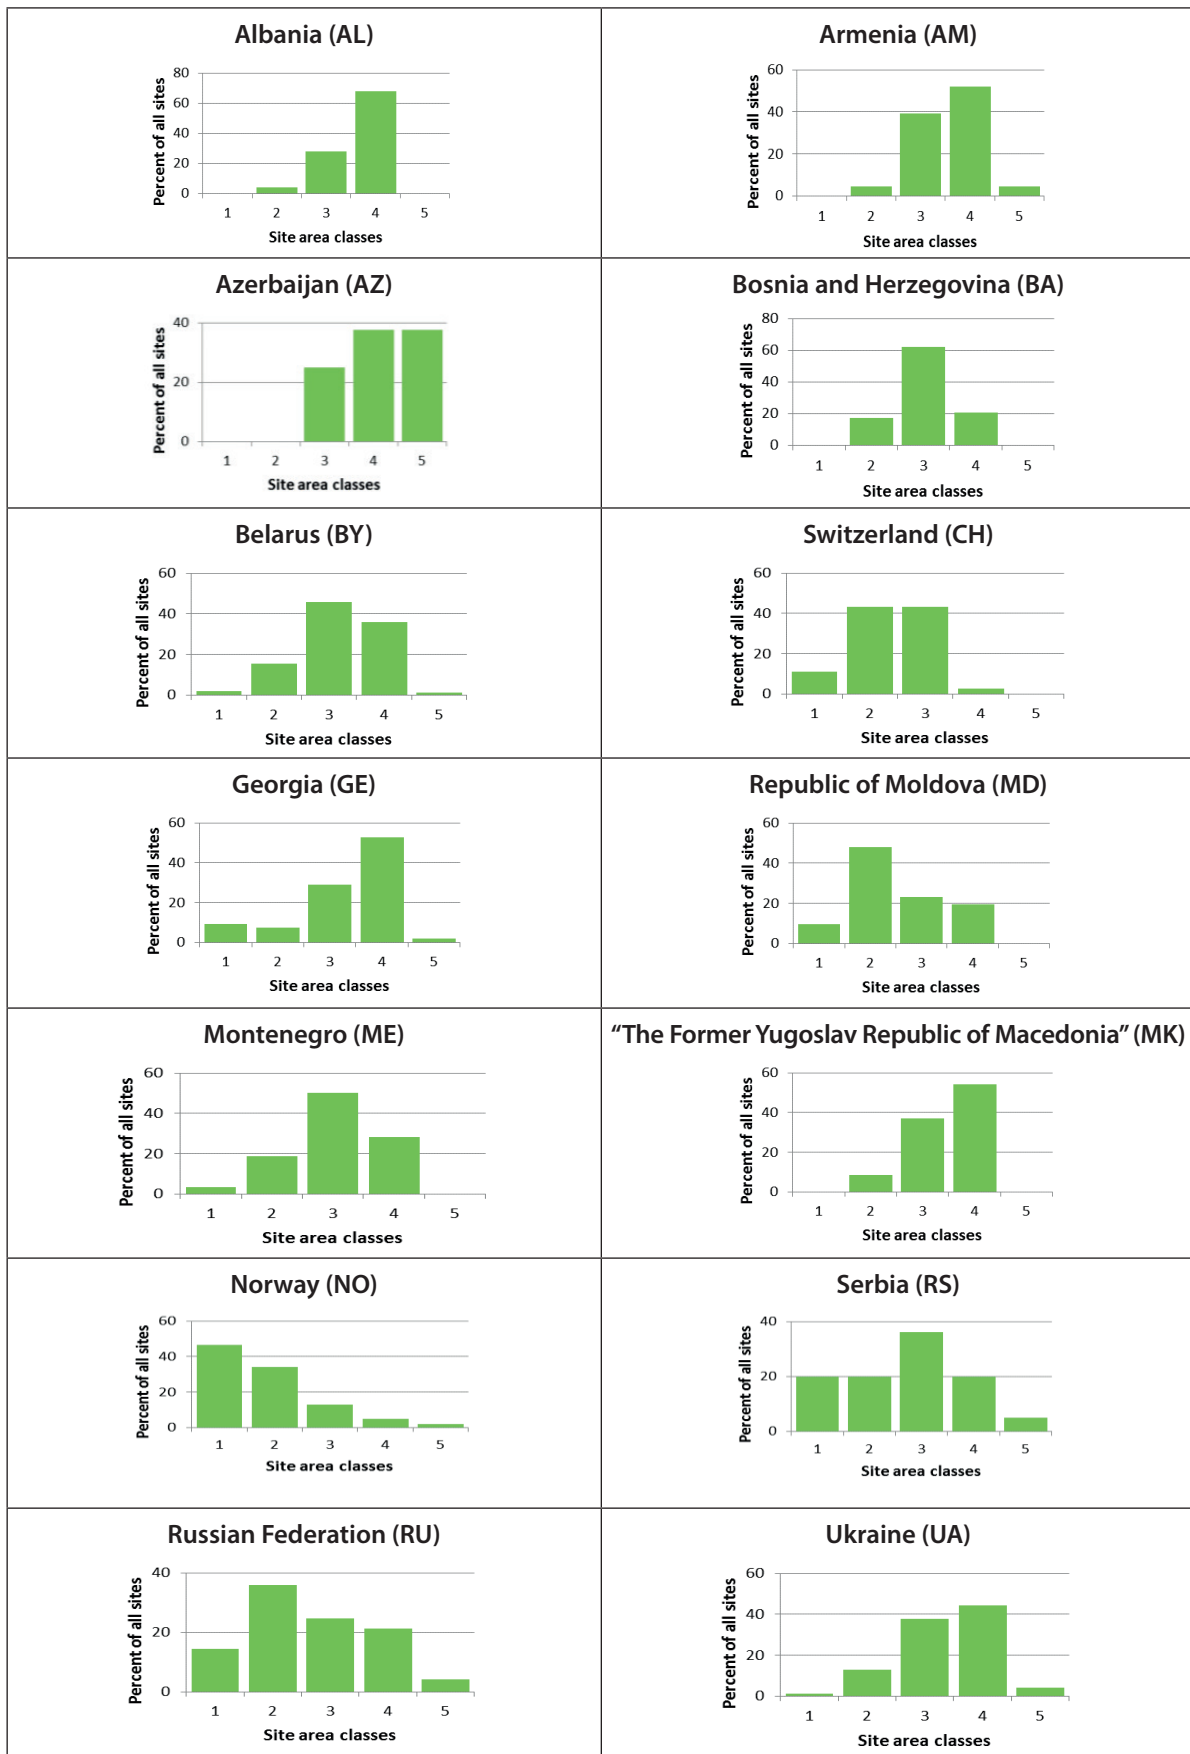 Albania (AL)
Percent of all sites
80
60
40
20
0
1 2 3 4 5
Site area classes
Armenia (AM)
Percent of all sites
60
40
20
0
1 2 3 4 5
Site area classes
Azerbaijan (AZ)
Percent of all sites
40
20
0
1 2 3 4 5
Site area classes
Bosnia and Herzegovina (BA)
Percent of all sites
80
60
40
20
0
1 2 3 4 5
Site area classes
Belarus (BY)
Percent of all sites
60
40
20
0
1 2 3 4 5
Site area classes
Switzerland (CH)
Percent of all sites
60
40
20
0
1 2 3 4 5
Site area classes
Georgia (GE)
Percent of all sites
60
40
20
0
1 2 3 4 5
Site area classes
Republic of Moldova (MD)
Percent of all sites
60
40
20
0
1 2 3 4 5
Site area classes
Montenegro (ME)
Percent of all sites
60
40
20
0
1 2 3 4 5
Site area classes
“The Former Yugoslav Republic of Macedonia” (MK)
Percent of all sites
60
40
20
0
1 2 3 4 5
Site area classes
Norway (NO)
Percent of all sites
60
40
20
0
1 2 3 4 5
Site area classes
Serbia (RS)
Percent of all sites
40
20
0
1 2 3 4 5
Site area classes
Russian Federation (RU)
Percent of all sites
40
20
0
1 2 3 4 5
Site area classes
Ukraine (UA)
Percent of all sites
60
40
20
0
1 2 3 4 5
Site area classes